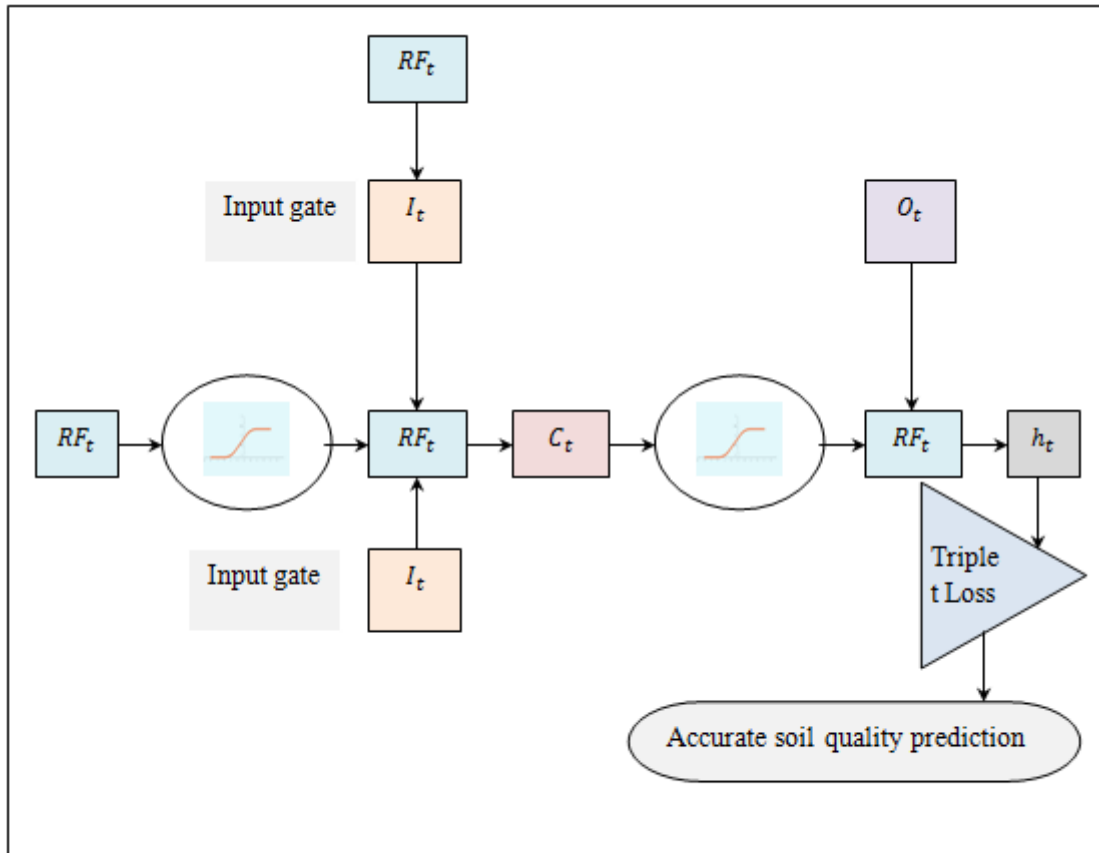 RF_t
Input gate
I_t
O_t
RF_t
RF_t
C_t
RF_t
h_t
Input gate
I_t
Triple
t Loss
Accurate soil quality prediction